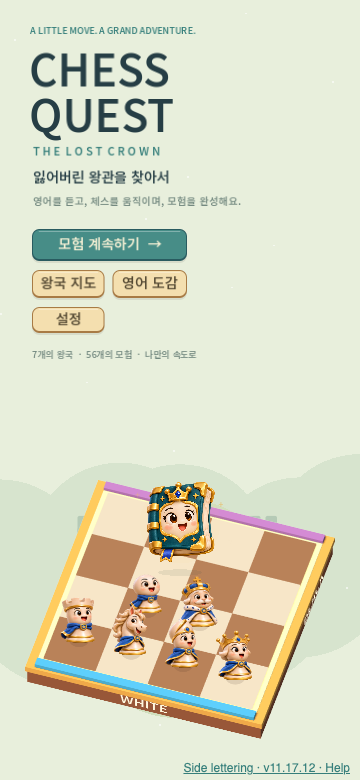 A LITTLE MOVE. A GRAND ADVENTURE.
CHESS
QUEST
THE LOST CROWN
잃어버린 왕관을 찾아서
영어를 듣고, 체스를 움직이며, 모험을 완성해요.
모험 계속하기 →
왕국 지도
영어 도감
설정
7개의 왕국 · 56개의 모험 · 나만의 속도로
WHITE
Side lettering · v11.17.12 · Help